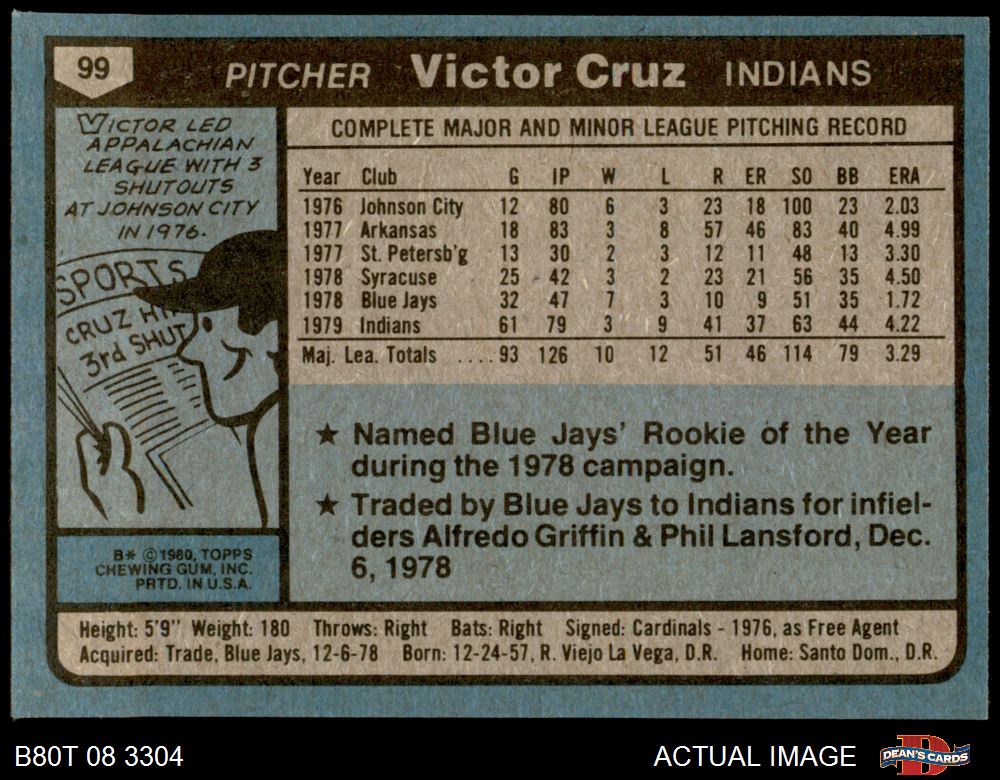 99
PITCHER Victor Cruz INDIANS
VICTOR LED
APPALACHIAN
LEAGUE WITH 3
SHUTOUTS
AT JOHNSON CITY
IN 1976.
SPORTS
CRUZ
3rd SHUT
COMPLETE MAJOR AND MINOR LEAGUE PITCHING RECORD
Year Club G IP W L R ER SO BB ERA
1976 Johnson City 12 80 6 3 23 18 100 23 2.03
1977 Arkansas 18 83 3 8 57 46 83 40 4.99
1977 St. Petersb'g 13 30 2 3 12 11 48 13 3.30
1978 Syracuse 25 42 3 2 23 21 56 35 4.50
1978 Blue Jays 32 47 7 3 10 9 51 35 1.72
1979 Indians 61 79 3 9 41 37 63 44 4.22
Maj. Lea. Totals .... 93 126 10 12 51 46 114 79 3.29
★ Named Blue Jays' Rookie of the Year
during the 1978 campaign.
★ Traded by Blue Jays to Indians for infiel-
ders Alfredo Griffin & Phil Lansford, Dec.
6, 1978
B* © 1980, TOPPS
CHEWING GUM, INC.
PRTD. IN U.S.A.
Height: 5'9" Weight: 180 Throws: Right Bats: Right Signed: Cardinals - 1976, as Free Agent
Acquired: Trade, Blue Jays, 12-6-78 Born: 12-24-57, R. Viejo La Vega, D.R. Home: Santo Dom., D.R.
B80T 08 3304
ACTUAL IMAGE
DEAN'S CARDS